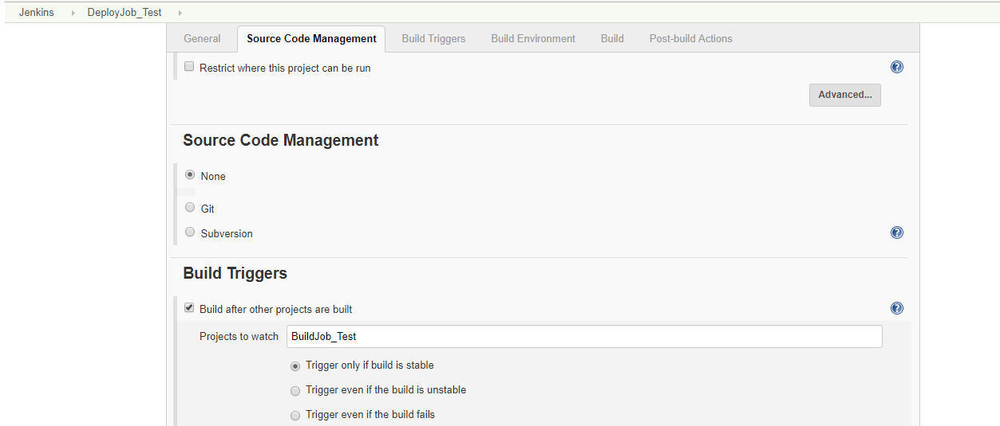 Jenkins DeployJob_Test
General Source Code Management Build Triggers Build Environment Build Post-build Actions
Restrict where this project can be run
Advanced...
Source Code Management
None
Git
Subversion
Build Triggers
Build after other projects are built
Projects to watch BuildJob_Test
Trigger only if build is stable
Trigger even if the build is unstable
Trigger even if the build fails